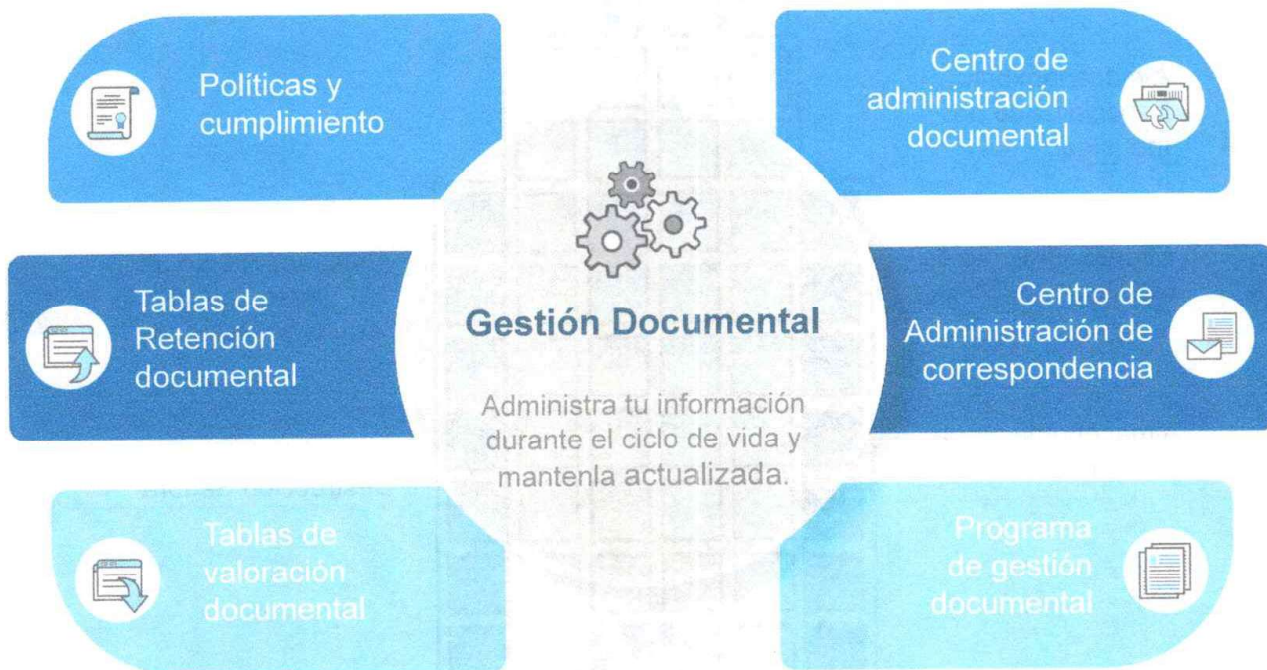 Políticas y
cumplimiento
Centro de
administración
documental
Gestión Documental
Administra tu información
durante el ciclo de vida y
mantenla actualizada.
Tablas de
Retención
documental
Centro de
Administración de
correspondencia
Tablas de
valoración
documental
Programa
de gestión
documental